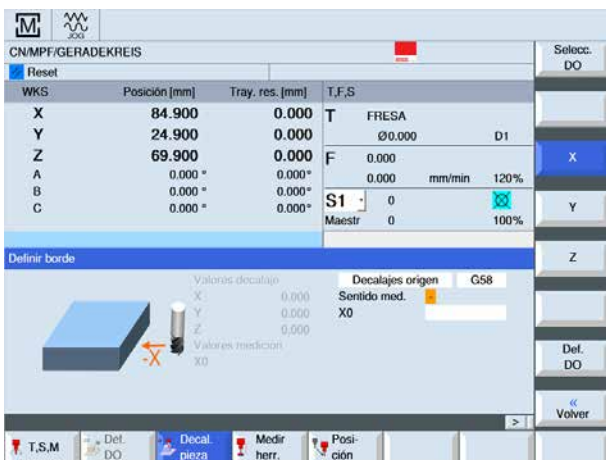 M JOG
CN/MPF/GERADEKREIS
Reset
WKS Posición [mm] Tray. res. [mm] T,F,S
X 84.900 0.000 T FRESA
Y 24.900 0.000 Ø0.000 D1
Z 69.900 0.000 F 0.000
A 0.000 ° 0.000° 0.000 mm/min 120%
B 0.000 ° 0.000° S1 0
C 0.000 ° 0.000° Maestr 0 100%
Definir borde
Valores decalaje Decalajes origen G58
X 0.000 Sentido med. -
Y 0.000 X0
Z 0.000
Valores medición
X0
-X
>
Selecc.
DO
X
Y
Z
Def.
DO
«
Volver
T,S,M
Det.
DO
Decal.
pieza
Medir
herr.
Posi-
ción